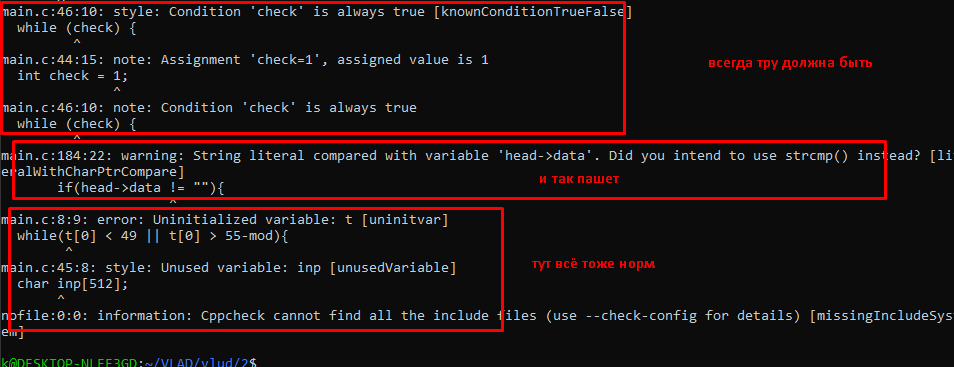 main.c:46:10: style: Condition 'check' is always true [knownConditionTrueFalse]
  while (check) {
         ^
main.c:44:15: note: Assignment 'check=1', assigned value is 1
  int check = 1;
              ^
main.c:46:10: note: Condition 'check' is always true
  while (check) {
         ^
всегда тру должна быть
main.c:184:22: warning: String literal compared with variable 'head->data'. Did you intend to use strcmp() instead? [lit
eralWithCharPtrCompare]
       if(head->data != ""){
                     ^
и так пашет
main.c:8:9: error: Uninitialized variable: t [uninitvar]
  while(t[0] < 49 || t[0] > 55-mod){
        ^
main.c:45:8: style: Unused variable: inp [unusedVariable]
  char inp[512];
       ^
тут всё тоже норм
nofile:0:0: information: Cppcheck cannot find all the include files (use --check-config for details) [missingIncludeSys
em]
k@DESKTOP-NLEE3GD:~/VLAD/vlud/2$